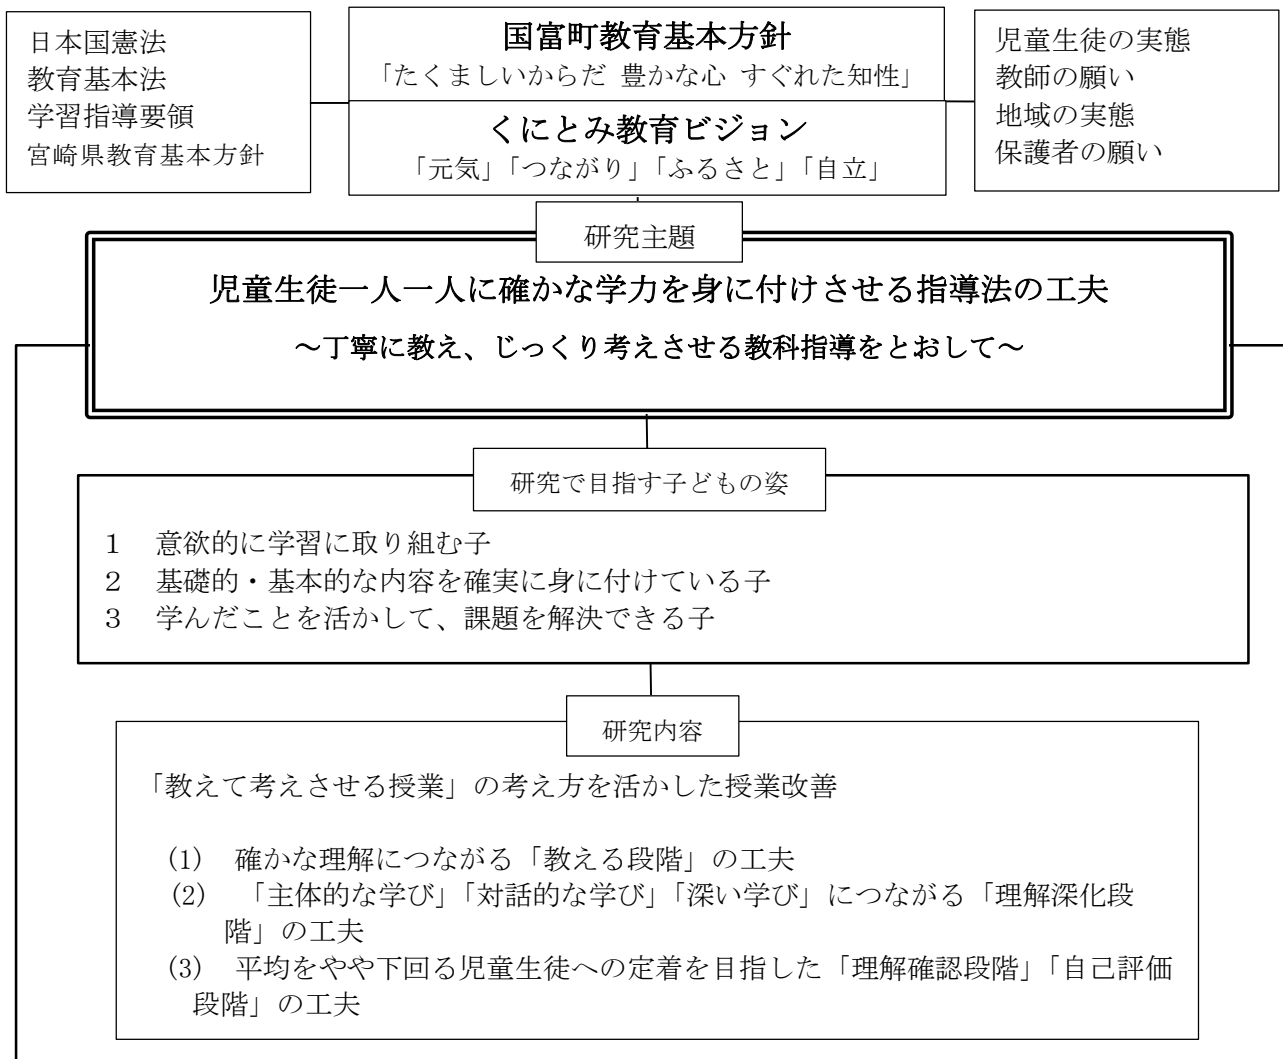 日本国憲法
教育基本法
学習指導要領
宮崎県教育基本方針
国富町教育基本方針
「たくましいからだ 豊かな心 すぐれた知性」
くにとみ教育ビジョン
「元気」「つながり」「ふるさと」「自立」
児童生徒の実態
教師の願い
地域の実態
保護者の願い
研究主題
児童生徒一人一人に確かな学力を身に付けさせる指導法の工夫
～丁寧に教え、じっくり考えさせる教科指導をとおして～
研究で目指す子どもの姿
1 意欲的に学習に取り組む子
2 基礎的・基本的な内容を確実に身に付けている子
3 学んだことを活かして、課題を解決できる子
研究内容
「教えて考えさせる授業」の考え方を活かした授業改善
(1) 確かな理解につながる「教える段階」の工夫
(2) 「主体的な学び」「対話的な学び」「深い学び」につながる「理解深化段
階」の工夫
(3) 平均をやや下回る児童生徒への定着を目指した「理解確認段階」「自己評価
段階」の工夫